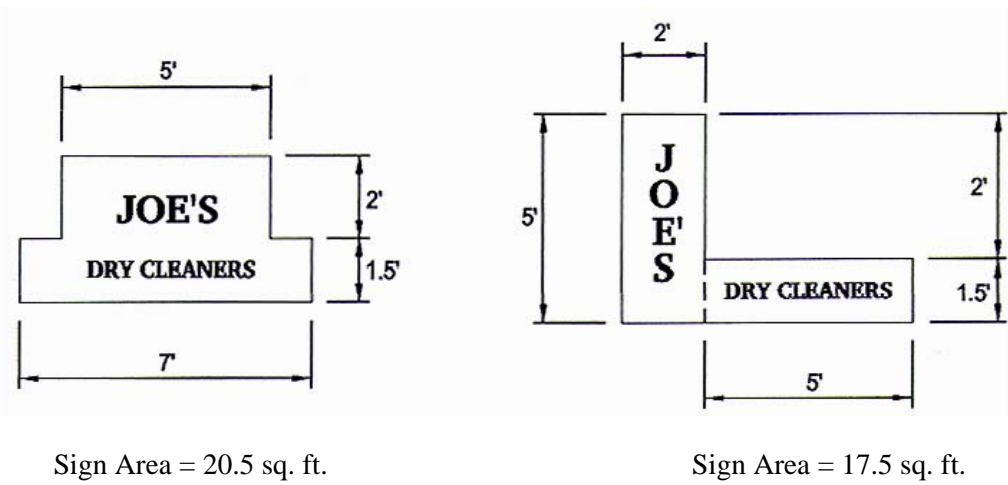 5'
2'
JOE'S
DRY CLEANERS
1.5'
7'
2'
5'
J
O
E'
S
2'
DRY CLEANERS
1.5'
5'
Sign Area = 20.5 sq. ft.
Sign Area = 17.5 sq. ft.